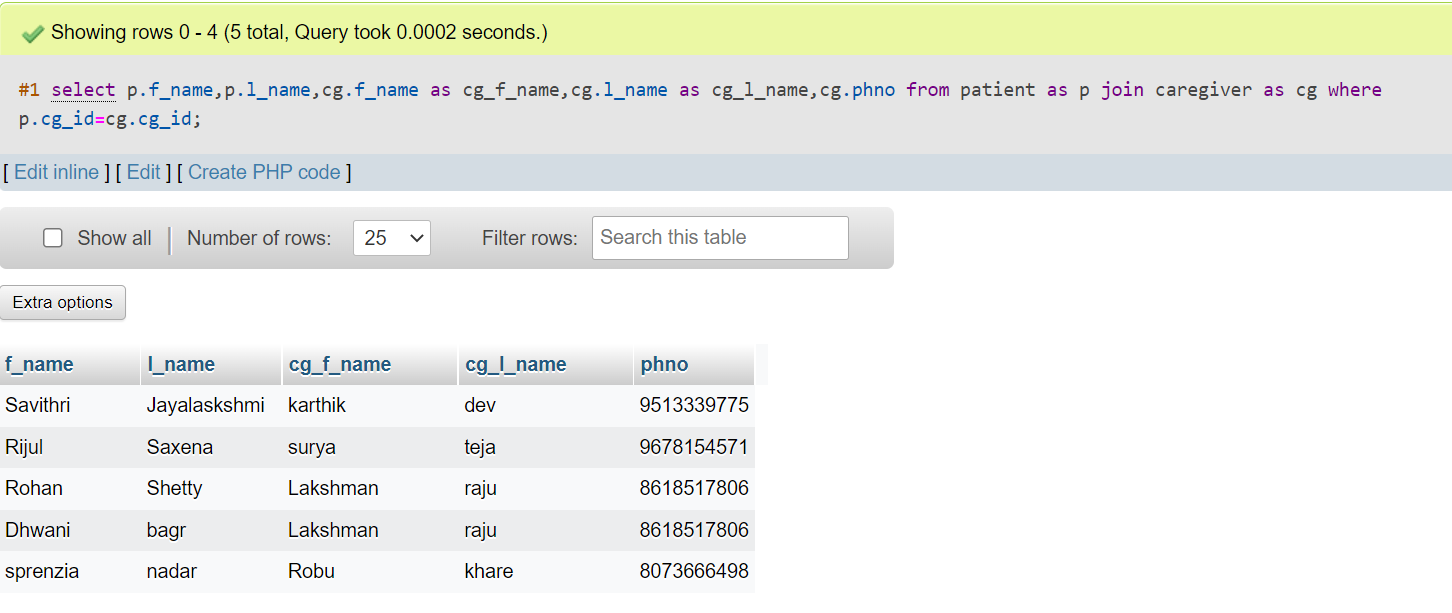 Showing rows 0 - 4 (5 total, Query took 0.0002 seconds.)
#1 select p.f_name,p.l_name,cg.f_name as cg_f_name,cg.l_name as cg_l_name,cg.phno from patient as p join caregiver as cg where
p.cg_id=cg.cg_id;
[ Edit inline ] [ Edit ] [ Create PHP code ]
Show all | Number of rows: 25 Filter rows: Search this table
Extra options
f_name l_name cg_f_name cg_l_name phno
Savithri Jayalaskshmi karthik dev 9513339775
Rijul Saxena surya teja 9678154571
Rohan Shetty Lakshman raju 8618517806
Dhwani bagr Lakshman raju 8618517806
sprenzia nadar Robu khare 8073666498